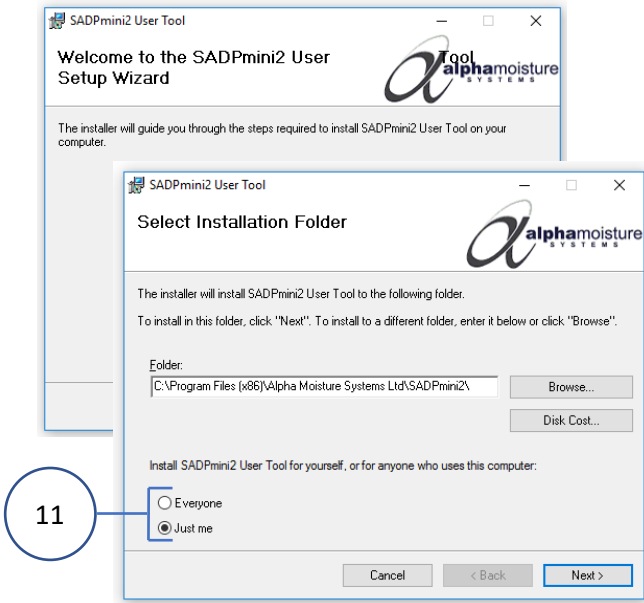 SADPmini2 User Tool
Welcome to the SADPmini2 User Tool
Setup Wizard
alphamoisture
SYSTEMS
The installer will guide you through the steps required to install SADPmini2 User Tool on your
computer.
SADPmini2 User Tool
Select Installation Folder
alphamoisture
SYSTEMS
The installer will install SADPmini2 User Tool to the following folder.
To install in this folder, click "Next". To install to a different folder, enter it below or click "Browse".
Folder:
C:\Program Files (x86)\Alpha Moisture Systems Ltd\SADPmini2\
Browse...
Disk Cost...
Install SADPmini2 User Tool for yourself, or for anyone who uses this computer:
11
Everyone
Just me
Cancel
< Back
Next >